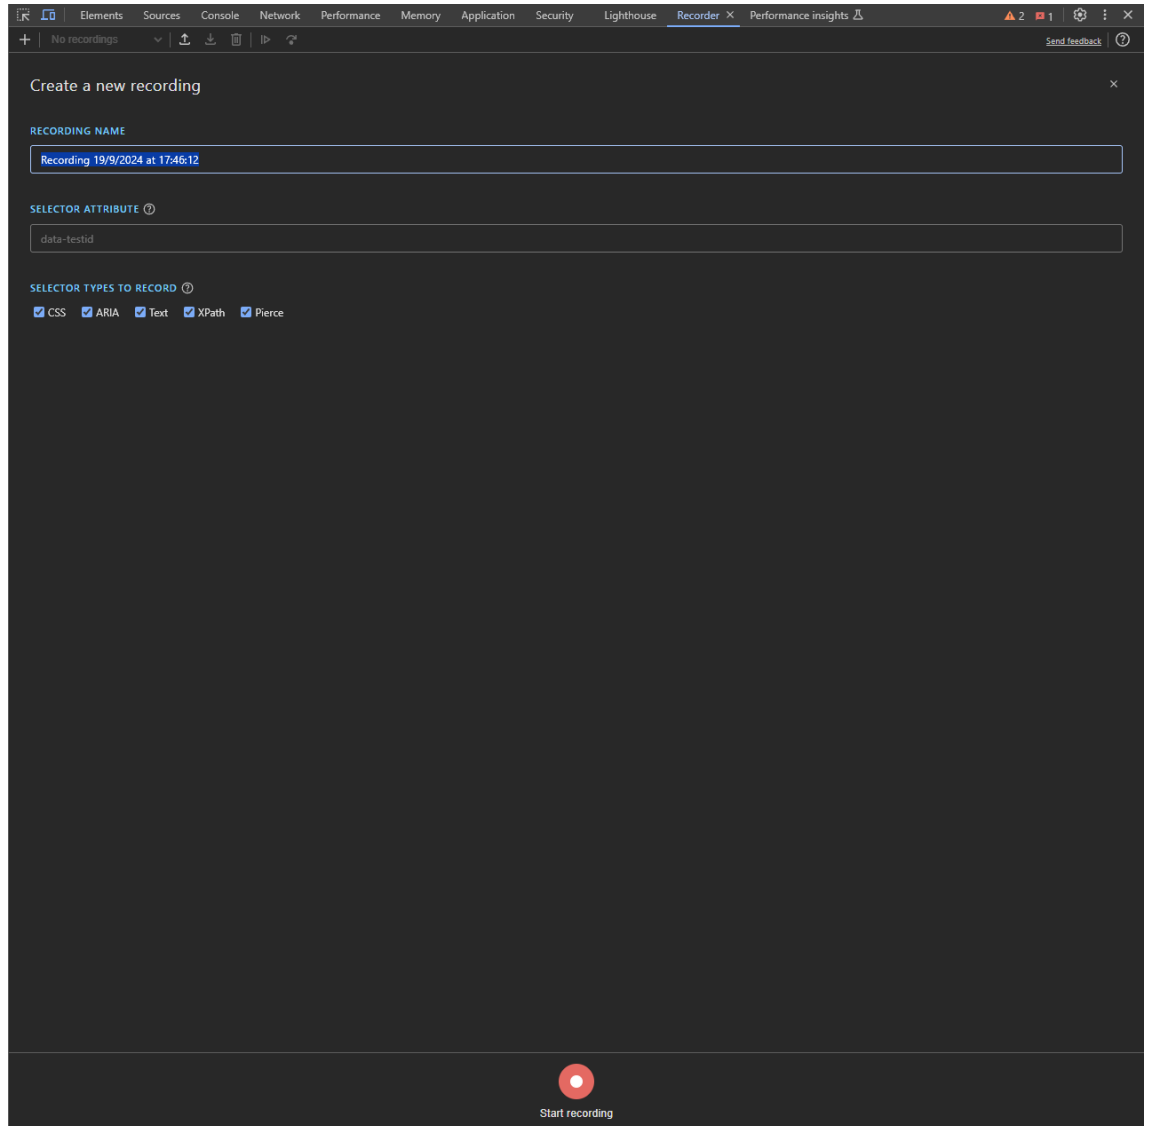 Elements Sources Console Network Performance Memory Application Security Lighthouse Recorder Performance insights 2 1
No recordings Send feedback
Create a new recording
RECORDING NAME
Recording 19/9/2024 at 17:46:12
SELECTOR ATTRIBUTE
data-testid
SELECTOR TYPES TO RECORD
CSS ARIA Text XPath Pierce
Start recording